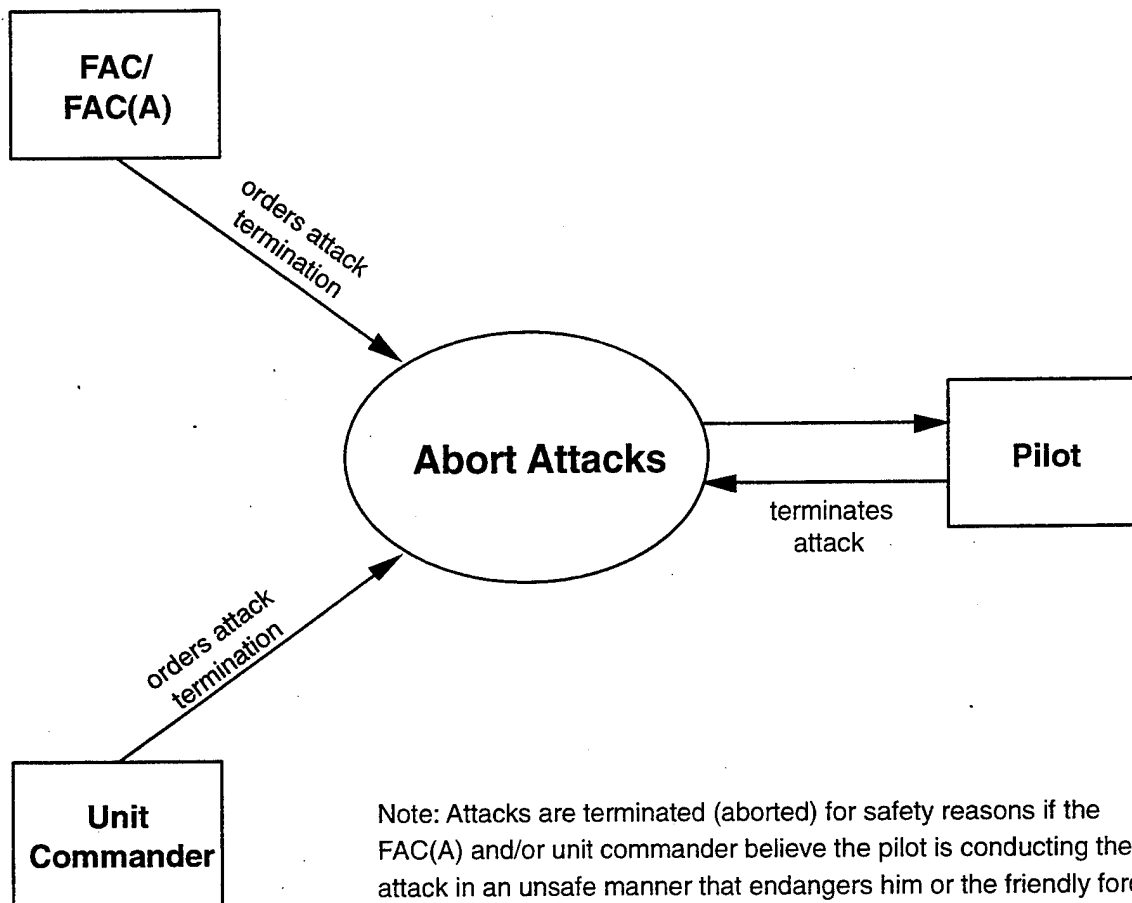 FAC/
FAC(A)
orders attack
termination
Abort Attacks
Pilot
terminates
attack
orders attack
termination
Unit
Commander
Note: Attacks are terminated (aborted) for safety reasons if the
FAC(A) and/or unit commander believe the pilot is conducting the
attack in an unsafe manner that endangers him or the friendly